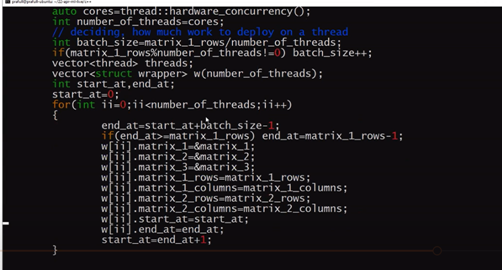 auto cores=thread::hardware_concurrency();
int number_of_threads=cores;
// deciding, how much work to deploy on a thread
int batch_size=matrix_1_rows/number_of_threads;
if(matrix_1_rows%number_of_threads!=0) batch_size++;
vector<thread> threads;
vector<struct wrapper> w(number_of_threads);
int start_at,end_at;
start_at=0;
for(int ii=0;ii<number_of_threads;ii++)
{
end_at=start_at+batch_size-1;
if(end_at>=matrix_1_rows) end_at=matrix_1_rows-1;
w[ii].matrix_1=&matrix_1;
w[ii].matrix_2=&matrix_2;
w[ii].matrix_3=&matrix_3;
w[ii].matrix_1_rows=matrix_1_rows;
w[ii].matrix_1_columns=matrix_1_columns;
w[ii].matrix_2_rows=matrix_2_rows;
w[ii].matrix_2_columns=matrix_2_columns;
w[ii].start_at=start_at;
w[ii].end_at=end_at;
start_at=end_at+1;
}